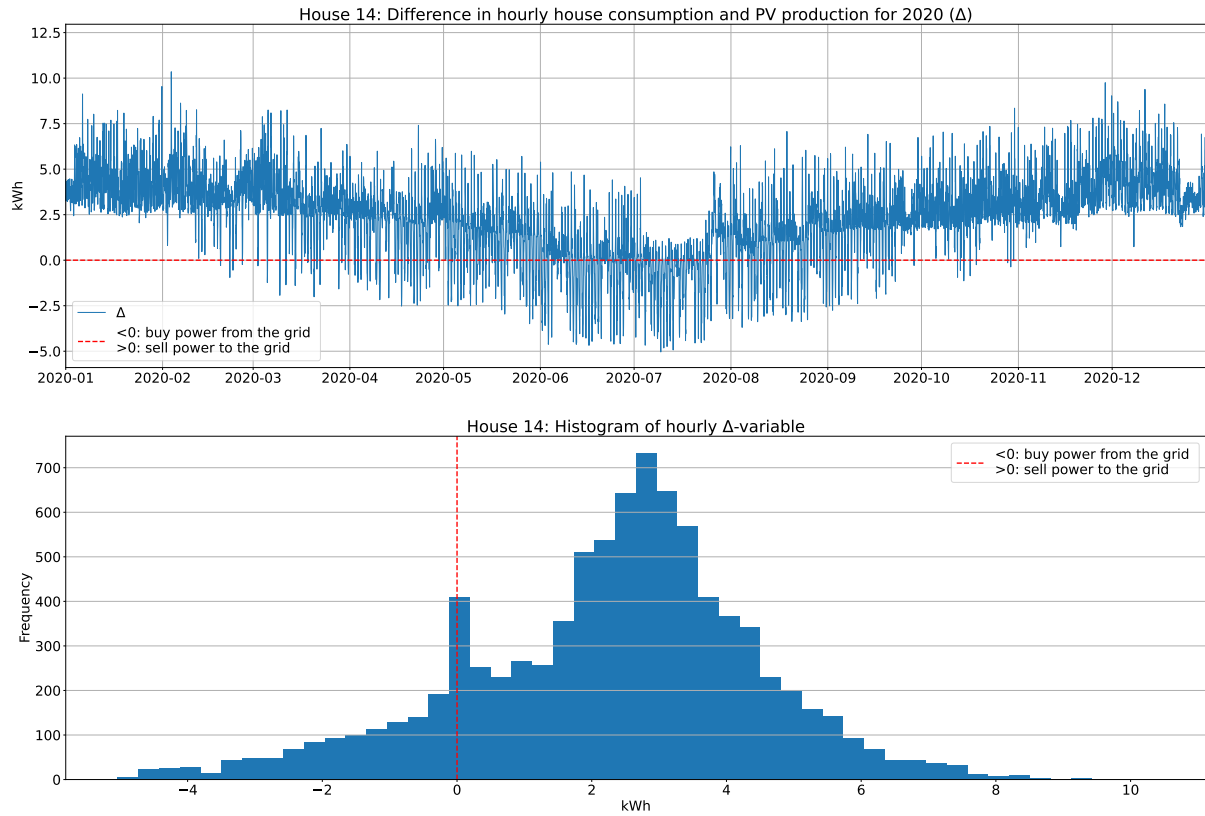 House 14: Difference in hourly house consumption and PV production for 2020 (Δ)
12.5
10.0
7.5
5.0
2.5
0.0
−2.5
−5.0
kWh
Δ
<0: buy power from the grid
>0: sell power to the grid
2020-01 2020-02 2020-03 2020-04 2020-05 2020-06 2020-07 2020-08 2020-09 2020-10 2020-11 2020-12
House 14: Histogram of hourly Δ-variable
<0: buy power from the grid
>0: sell power to the grid
700
600
500
400
300
200
100
0
Frequency
−4 −2 0 2 4 6 8 10
kWh